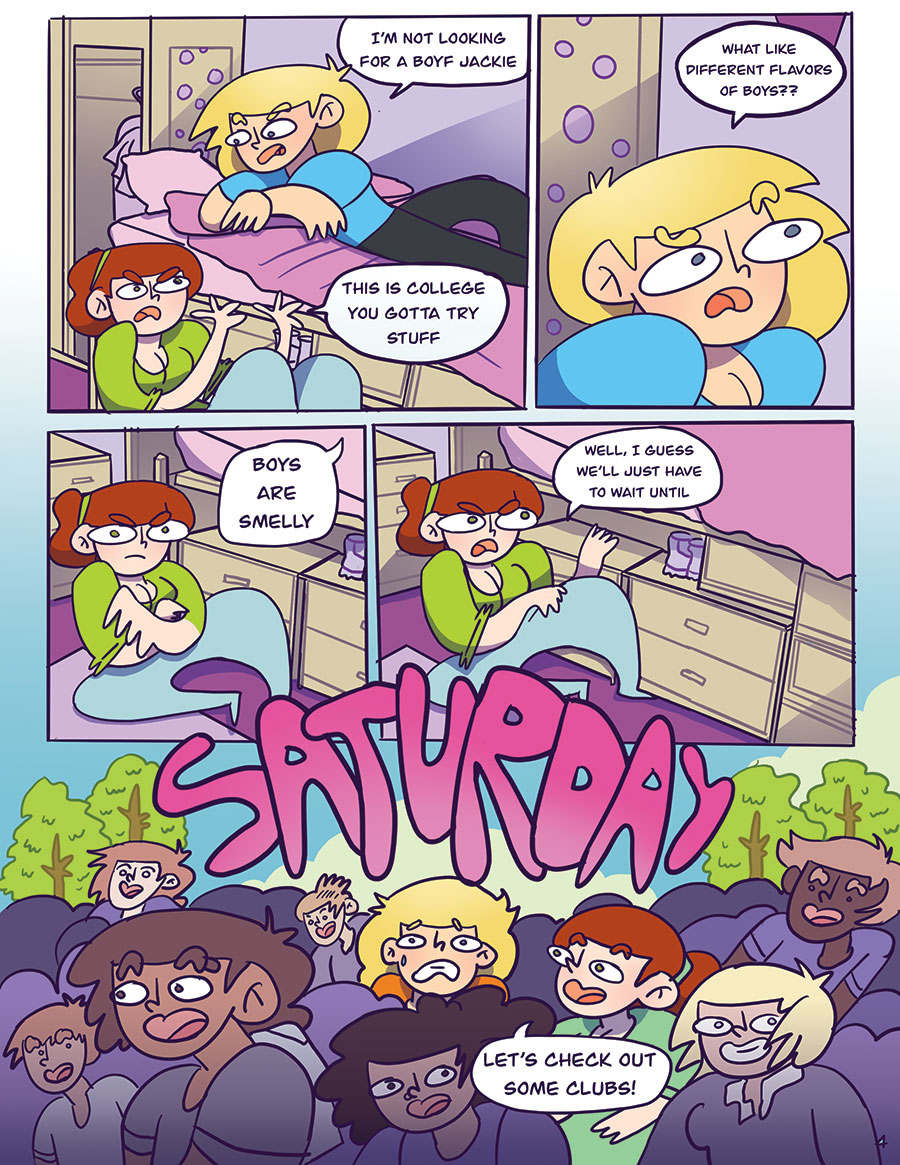 I'M NOT LOOKING
FOR A BOYF JACKIE
THIS IS COLLEGE
YOU GOTTA TRY
STUFF
WHAT LIKE
DIFFERENT FLAVORS
OF BOYS??
BOYS
ARE
SMELLY
WELL, I GUESS
WE'LL JUST HAVE
TO WAIT UNTIL
SATURDAY
LET'S CHECK OUT
SOME CLUBS!
4